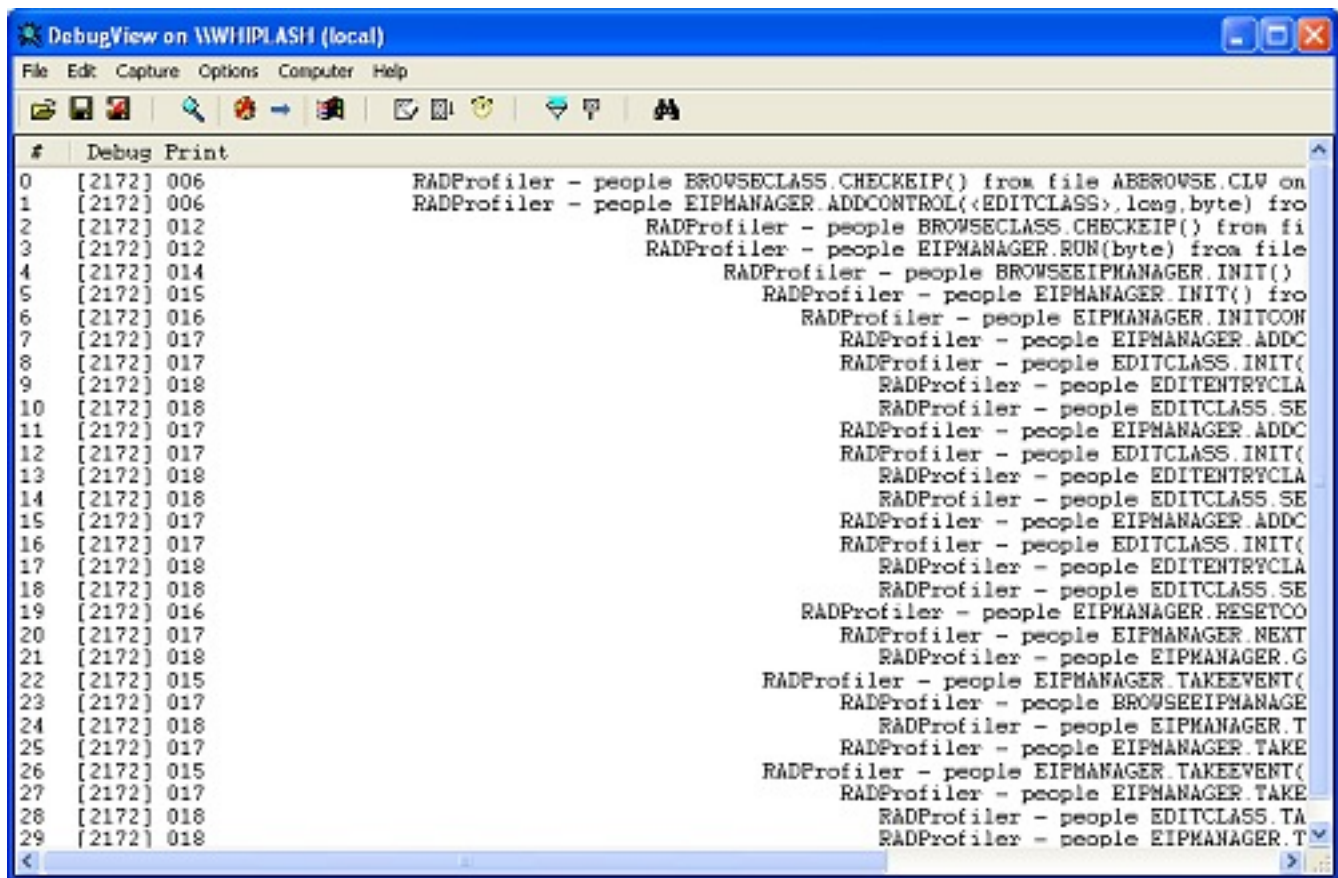 DebugView on \\WHIPLASH (local)
File Edit Capture Options Computer Help
# Debug Print
0 [2172] 006 RADProfiler - people BROWSECLASS.CHECKEIP() from file ABBROWSE.CLW on
1 [2172] 006 RADProfiler - people EIPMANAGER.ADDCONTROL(<EDITCLASS>,long,byte) fro
2 [2172] 012 RADProfiler - people BROWSECLASS.CHECKEIP() from fi
3 [2172] 012 RADProfiler - people EIPMANAGER.RUN(byte) from file
4 [2172] 014 RADProfiler - people BROWSEEIPMANAGER.INIT()
5 [2172] 015 RADProfiler - people EIPMANAGER.INIT() fro
6 [2172] 016 RADProfiler - people EIPMANAGER.INITCON
7 [2172] 017 RADProfiler - people EIPMANAGER.ADDC
8 [2172] 017 RADProfiler - people EDITCLASS.INIT(
9 [2172] 018 RADProfiler - people EDITENTRYCLA
10 [2172] 018 RADProfiler - people EDITCLASS.SE
11 [2172] 017 RADProfiler - people EIPMANAGER.ADDC
12 [2172] 017 RADProfiler - people EDITCLASS.INIT(
13 [2172] 018 RADProfiler - people EDITENTRYCLA
14 [2172] 018 RADProfiler - people EDITCLASS.SE
15 [2172] 017 RADProfiler - people EIPMANAGER.ADDC
16 [2172] 017 RADProfiler - people EDITCLASS.INIT(
17 [2172] 018 RADProfiler - people EDITENTRYCLA
18 [2172] 018 RADProfiler - people EDITCLASS.SE
19 [2172] 016 RADProfiler - people EIPMANAGER.RESETCO
20 [2172] 017 RADProfiler - people EIPMANAGER.NEXT
21 [2172] 018 RADProfiler - people EIPMANAGER.G
22 [2172] 015 RADProfiler - people EIPMANAGER.TAKEEVENT(
23 [2172] 017 RADProfiler - people BROWSEEIPMANAGE
24 [2172] 018 RADProfiler - people EIPMANAGER.T
25 [2172] 017 RADProfiler - people EIPMANAGER.TAKE
26 [2172] 015 RADProfiler - people EIPMANAGER.TAKEEVENT(
27 [2172] 017 RADProfiler - people EIPMANAGER.TAKE
28 [2172] 018 RADProfiler - people EDITCLASS.TA
29 [2172] 018 RADProfiler - people EIPMANAGER.T